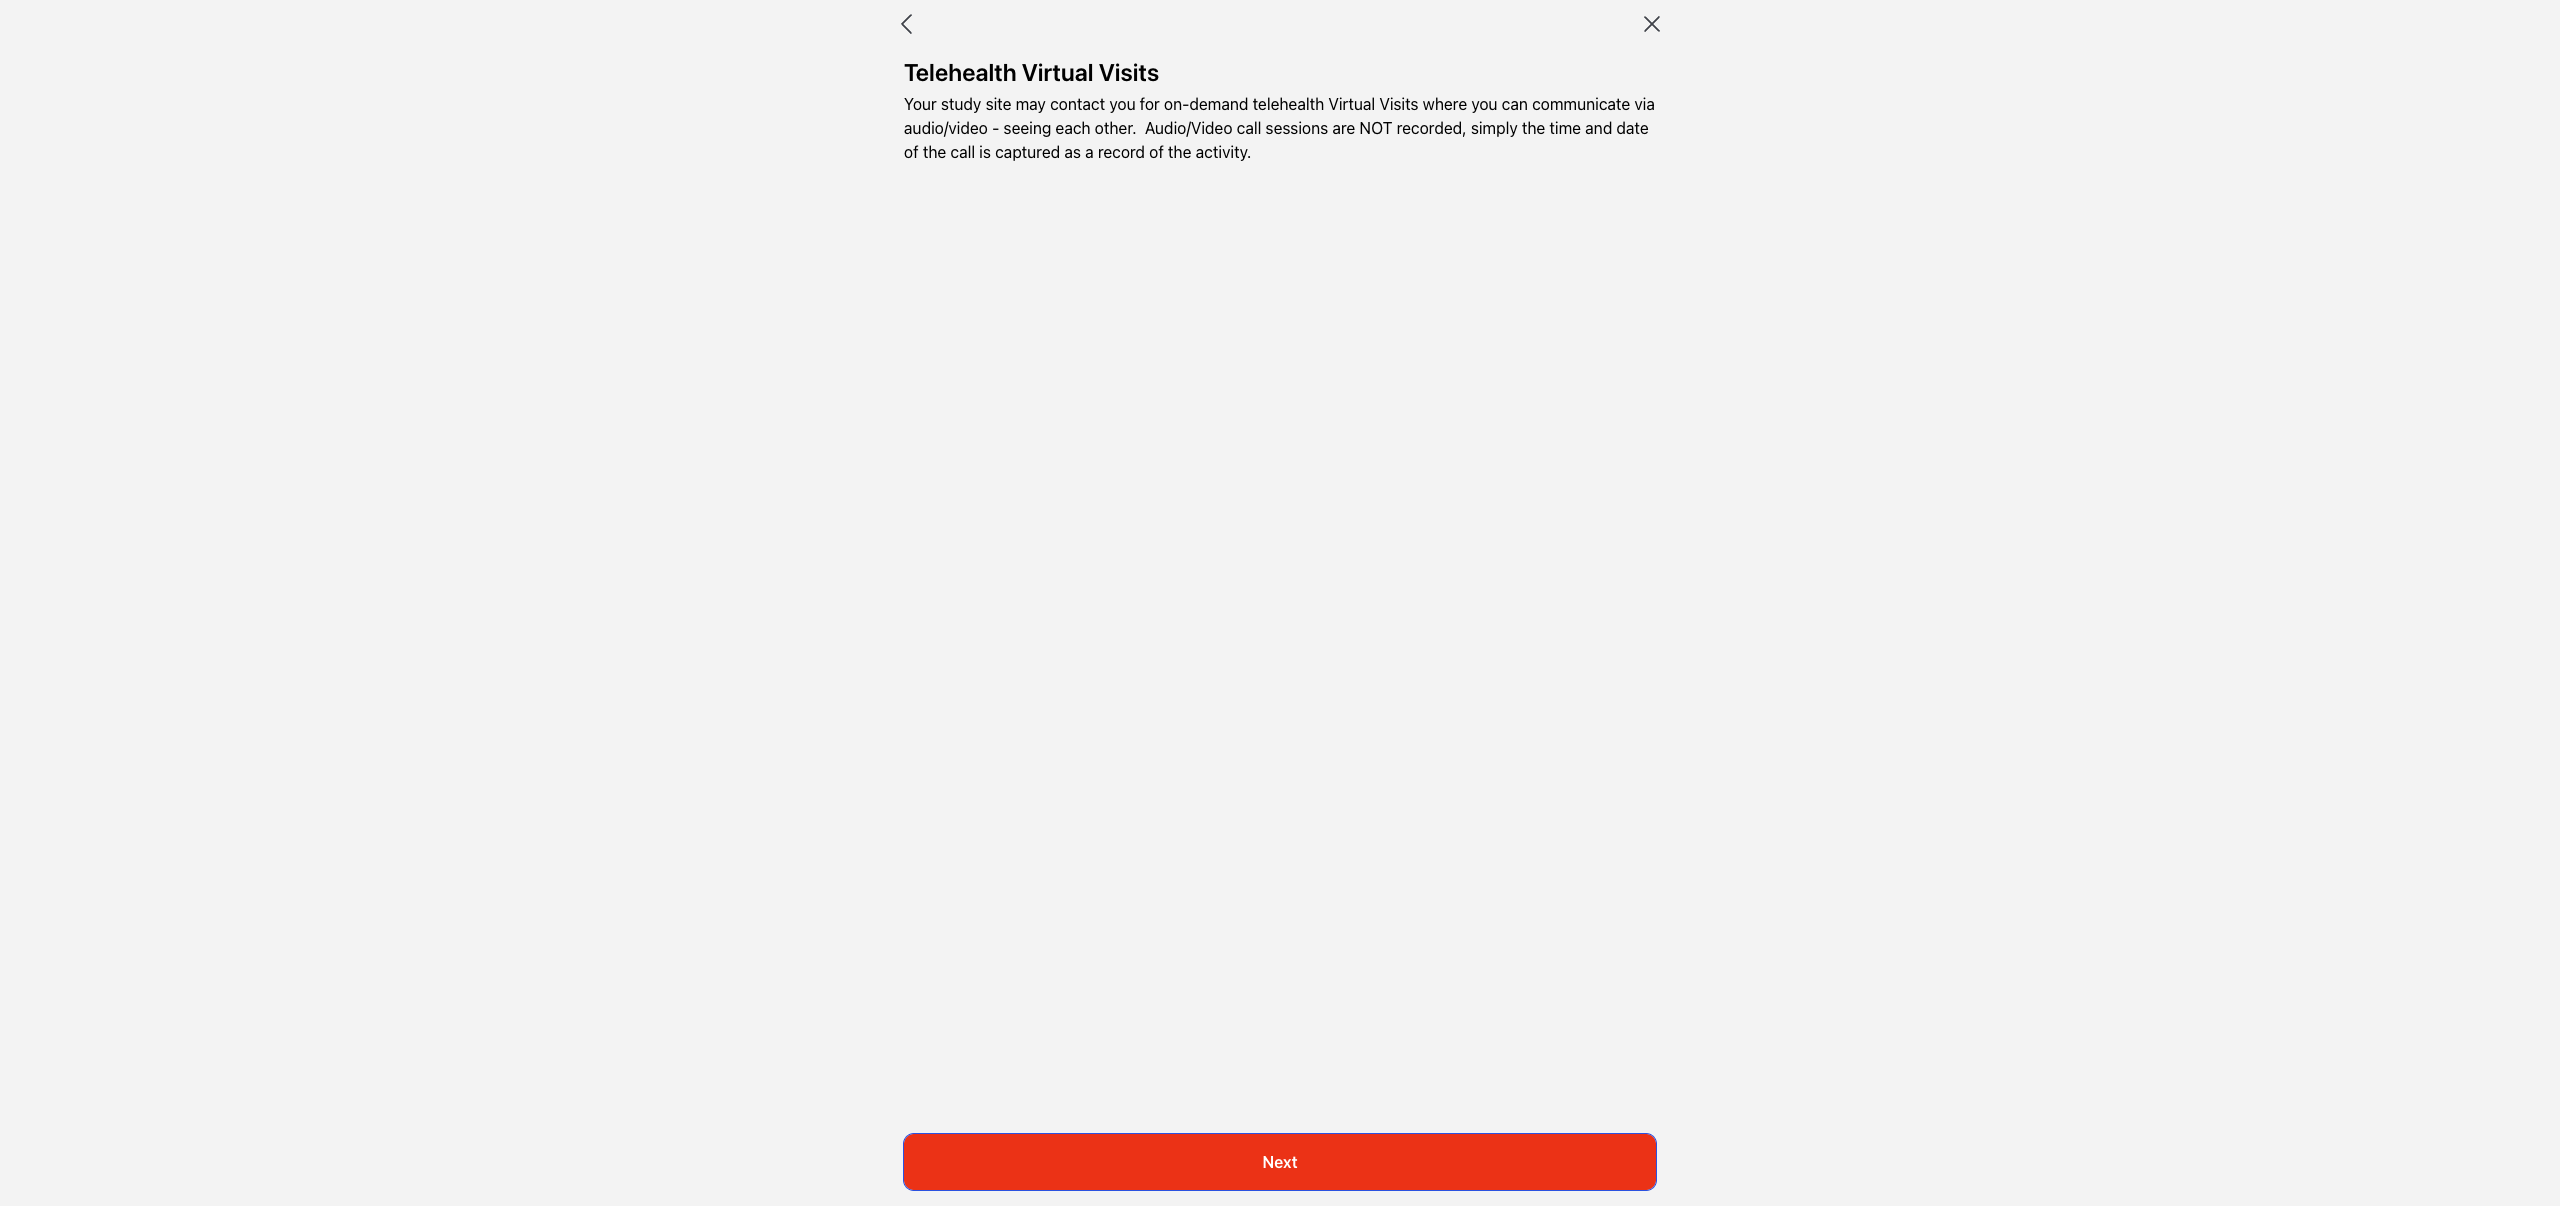 Telehealth Virtual Visits
Your study site may contact you for on-demand telehealth Virtual Visits where you can communicate via
audio/video - seeing each other.  Audio/Video call sessions are NOT recorded, simply the time and date
of the call is captured as a record of the activity.
Next